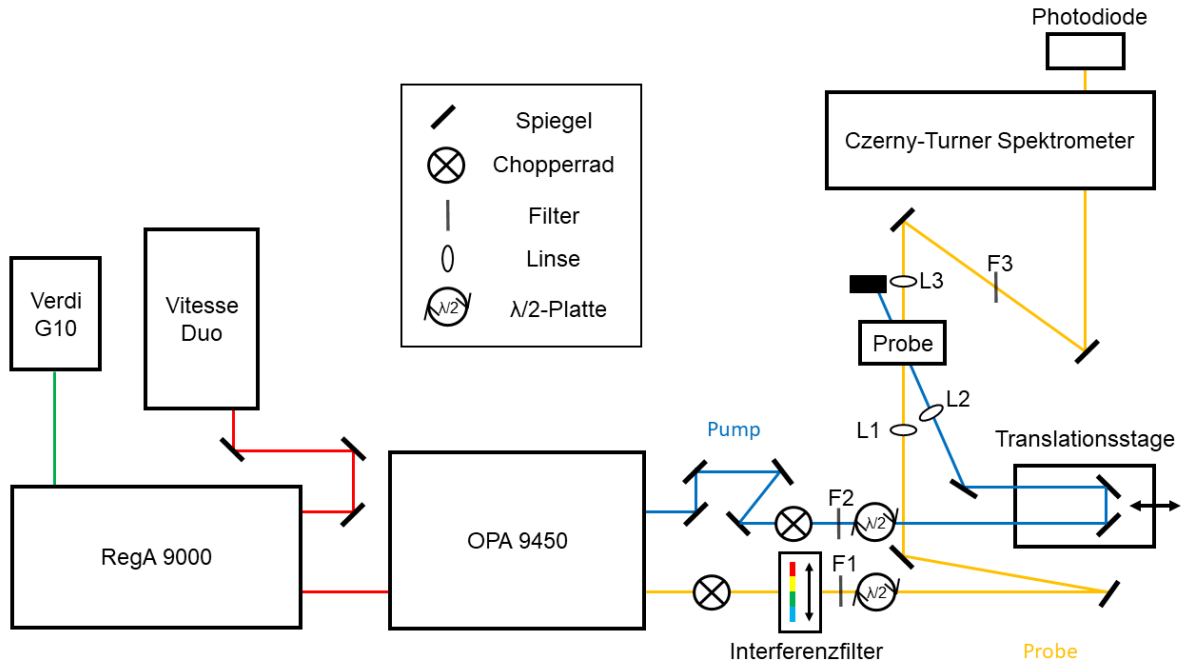 Photodiode
Czerny-Turner Spektrometer
Spiegel
Chopperrad
Filter
Linse
λ/2
λ/2-Platte
Verdi
G10
Vitesse
Duo
F3
L3
Probe
L2
L1
Pump
Translationsstage
F2
λ/2
RegA 9000
OPA 9450
F1
λ/2
Interferenzfilter
Probe